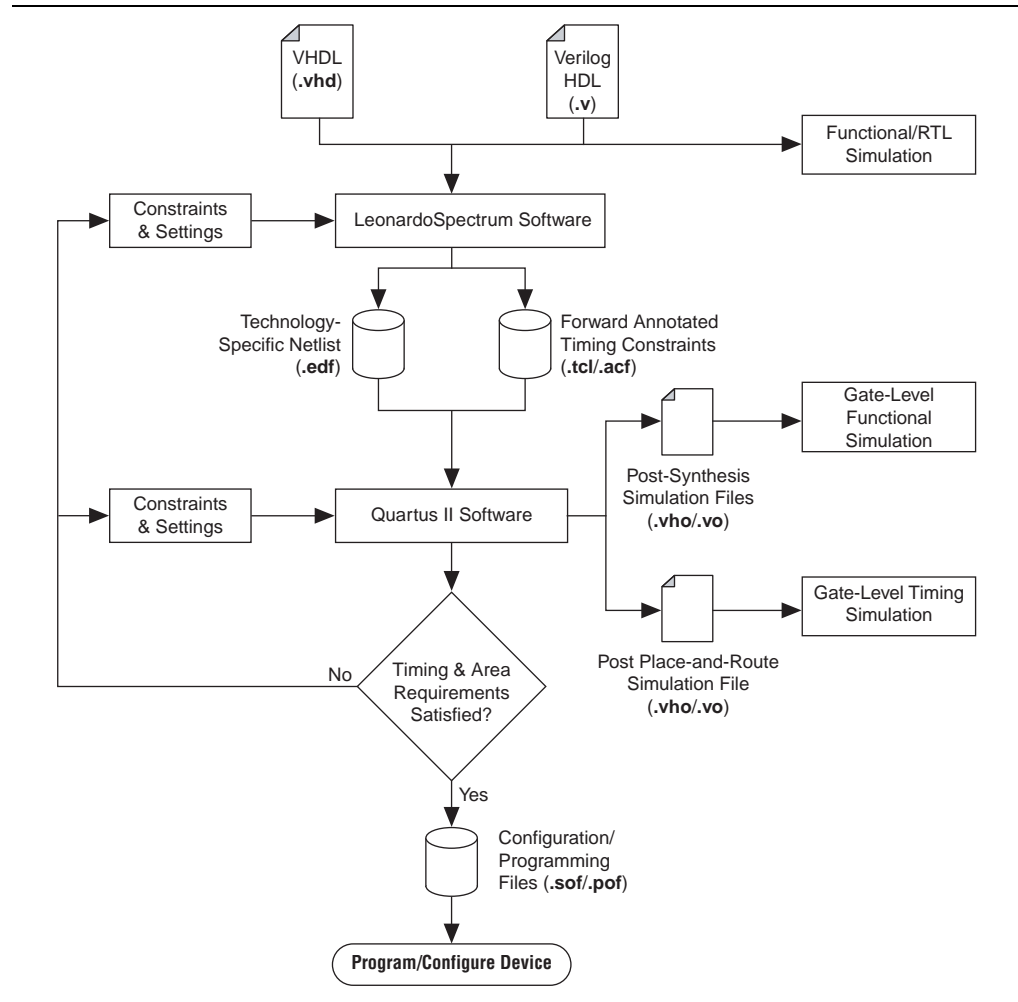 VHDL
(.vhd)
Verilog
HDL
(.v)
Functional/RTL
Simulation
Constraints
& Settings
LeonardoSpectrum Software
Technology-
Specific Netlist
(.edf)
Forward Annotated
Timing Constraints
(.tcl/.acf)
Gate-Level
Functional
Simulation
Post-Synthesis
Simulation Files
(.vho/.vo)
Constraints
& Settings
Quartus II Software
Gate-Level Timing
Simulation
Post Place-and-Route
Simulation File
(.vho/.vo)
No
Timing & Area
Requirements
Satisfied?
Yes
Configuration/
Programming
Files (.sof/.pof)
Program/Configure Device